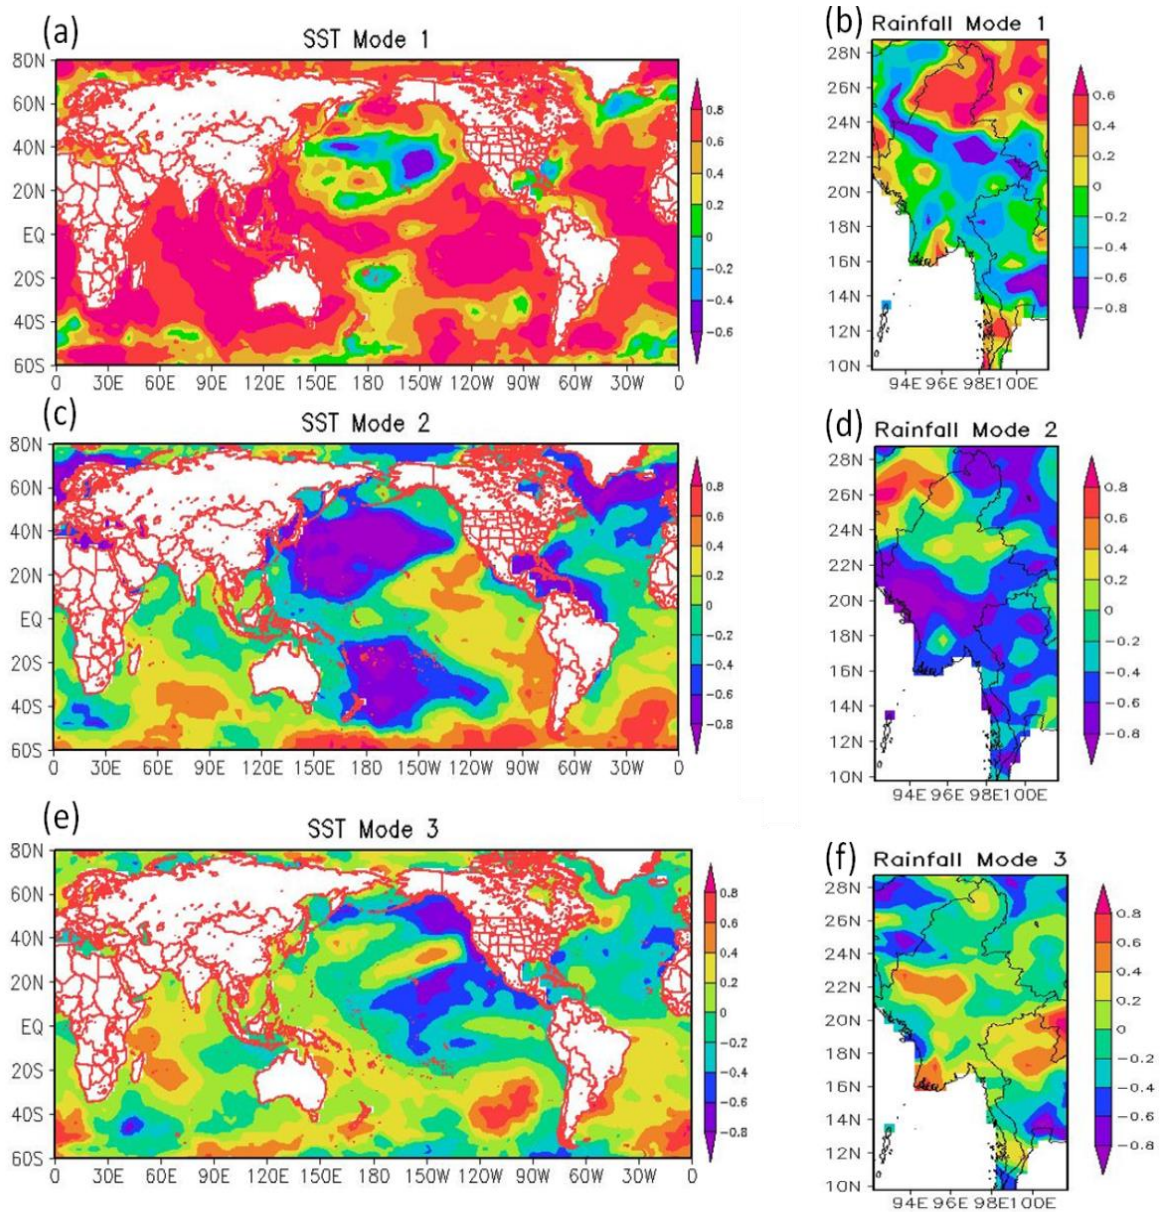 (a)
SST Mode 1
80N
60N
40N
20N
EQ
20S
40S
60S
0 30E 60E 90E 120E 150E 180 150W 120W 90W 60W 30W 0
0.8
0.6
0.4
0.2
0
-0.2
-0.4
-0.6
(b)
Rainfall Mode 1
28N
26N
24N
22N
20N
18N
16N
14N
12N
10N
94E 96E 98E 100E
0.6
0.4
0.2
0
-0.2
-0.4
-0.6
-0.8
(c)
SST Mode 2
80N
60N
40N
20N
EQ
20S
40S
60S
0 30E 60E 90E 120E 150E 180 150W 120W 90W 60W 30W 0
0.8
0.6
0.4
0.2
0
-0.2
-0.4
-0.6
-0.8
(d)
Rainfall Mode 2
28N
26N
24N
22N
20N
18N
16N
14N
12N
10N
94E 96E 98E 100E
0.8
0.6
0.4
0.2
0
-0.2
-0.4
-0.6
-0.8
(e)
SST Mode 3
80N
60N
40N
20N
EQ
20S
40S
60S
0 30E 60E 90E 120E 150E 180 150W 120W 90W 60W 30W 0
0.8
0.6
0.4
0.2
0
-0.2
-0.4
-0.6
-0.8
(f)
Rainfall Mode 3
28N
26N
24N
22N
20N
18N
16N
14N
12N
10N
94E 96E 98E 100E
0.8
0.6
0.4
0.2
0
-0.2
-0.4
-0.6
-0.8